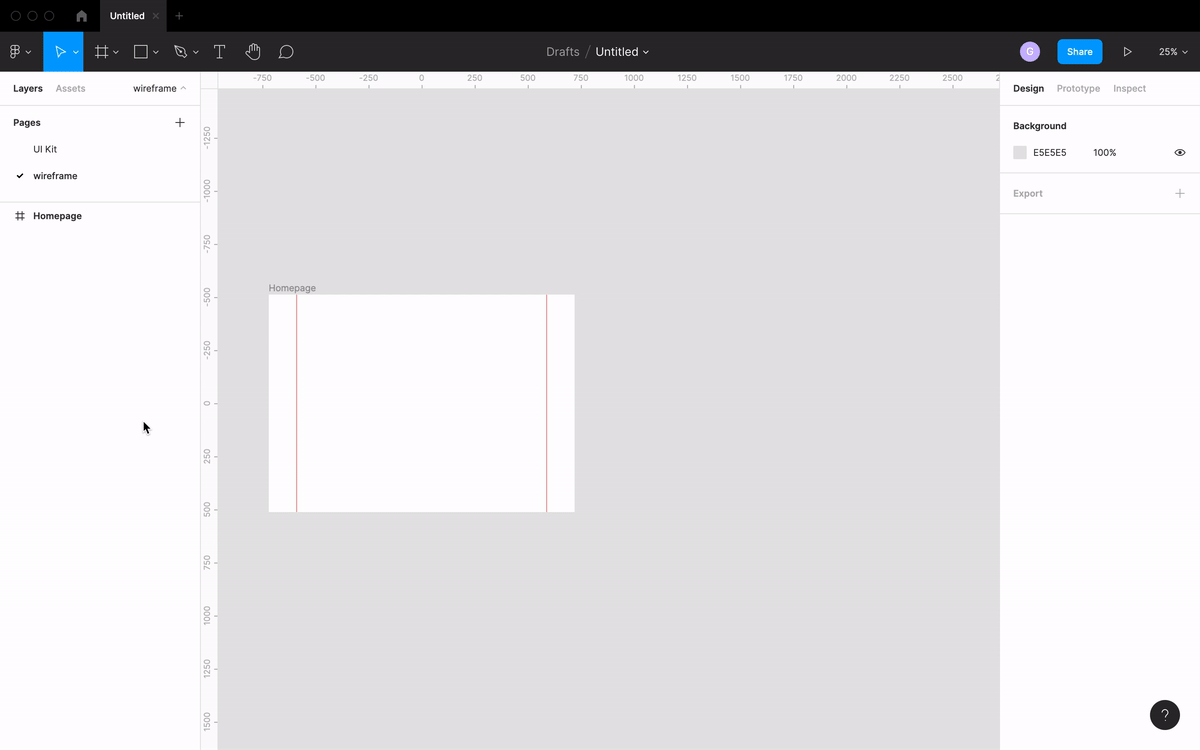 Untitled
Drafts / Untitled
G
Share
25%
Layers Assets wireframe
Pages
UI Kit
wireframe
Homepage
-750 -500 -250 0 250 500 750 1000 1250 1500 1750 2000 2250 2500 2
-1250
-1000
-750
-500
-250
0
250
500
750
1000
1250
1500
Homepage
Design Prototype Inspect
Background
E5E5E5 100%
Export
?